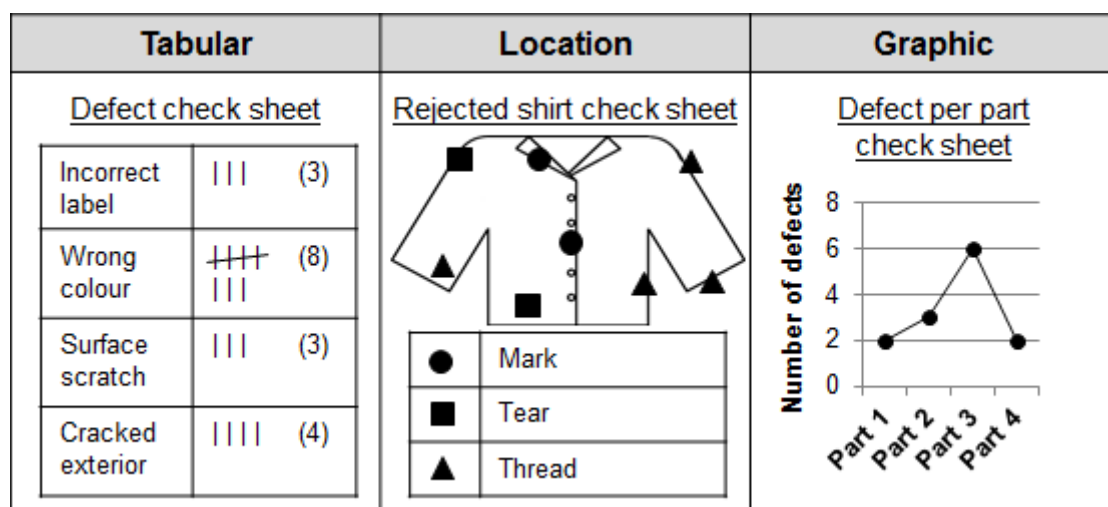 Tabular
Defect check sheet
Incorrect
label
||| (3)
Wrong
colour
|||| (8)
|||
Surface
scratch
||| (3)
Cracked
exterior
|||| (4)
Location
Rejected shirt check sheet
Mark
Tear
Thread
Graphic
Defect per part
check sheet
Number of defects
8
6
4
2
0
Part 1
Part 2
Part 3
Part 4